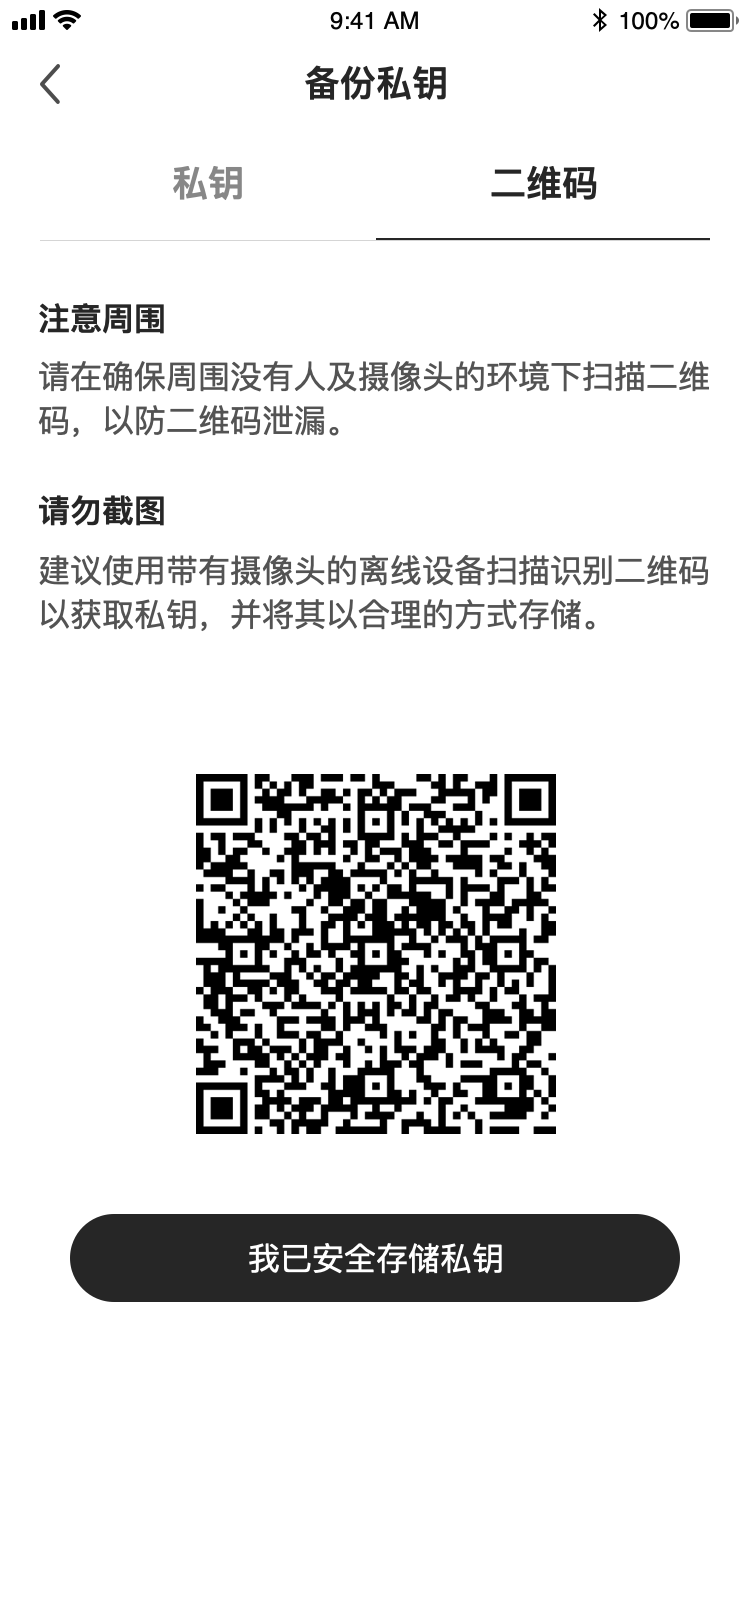 9:41 AM
100%
备份私钥
私钥
二维码
注意周围
请在确保周围没有人及摄像头的环境下扫描二维
码，以防二维码泄漏。
请勿截图
建议使用带有摄像头的离线设备扫描识别二维码
以获取私钥，并将其以合理的方式存储。
我已安全存储私钥